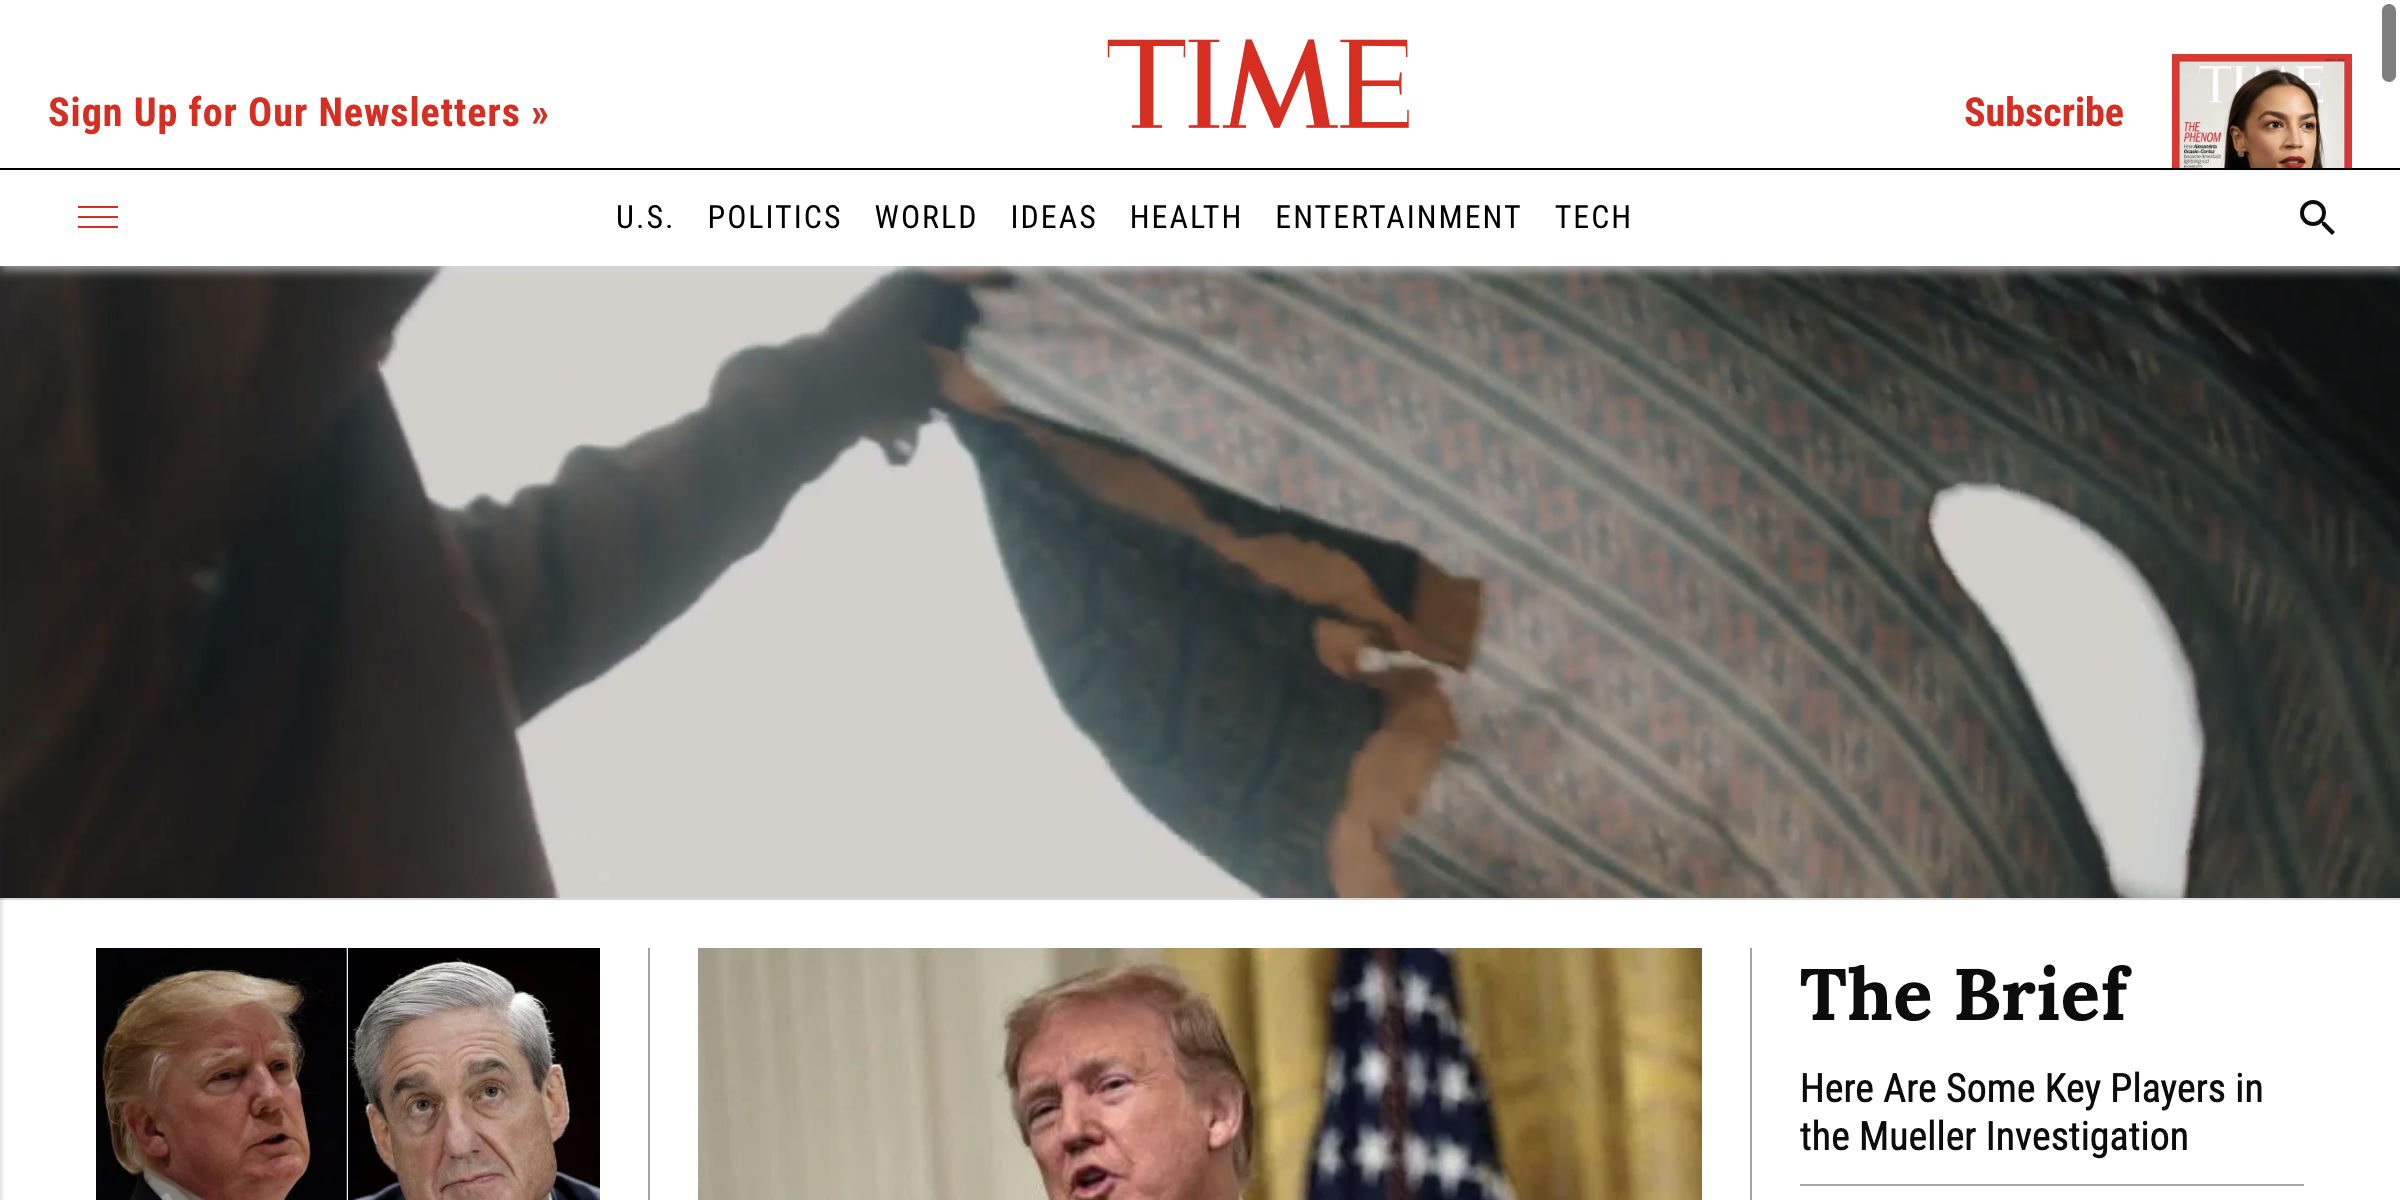 TIME
Sign Up for Our Newsletters »
Subscribe
TIME
THE
PHENOM
U.S. POLITICS WORLD IDEAS HEALTH ENTERTAINMENT TECH
The Brief
Here Are Some Key Players in
the Mueller Investigation